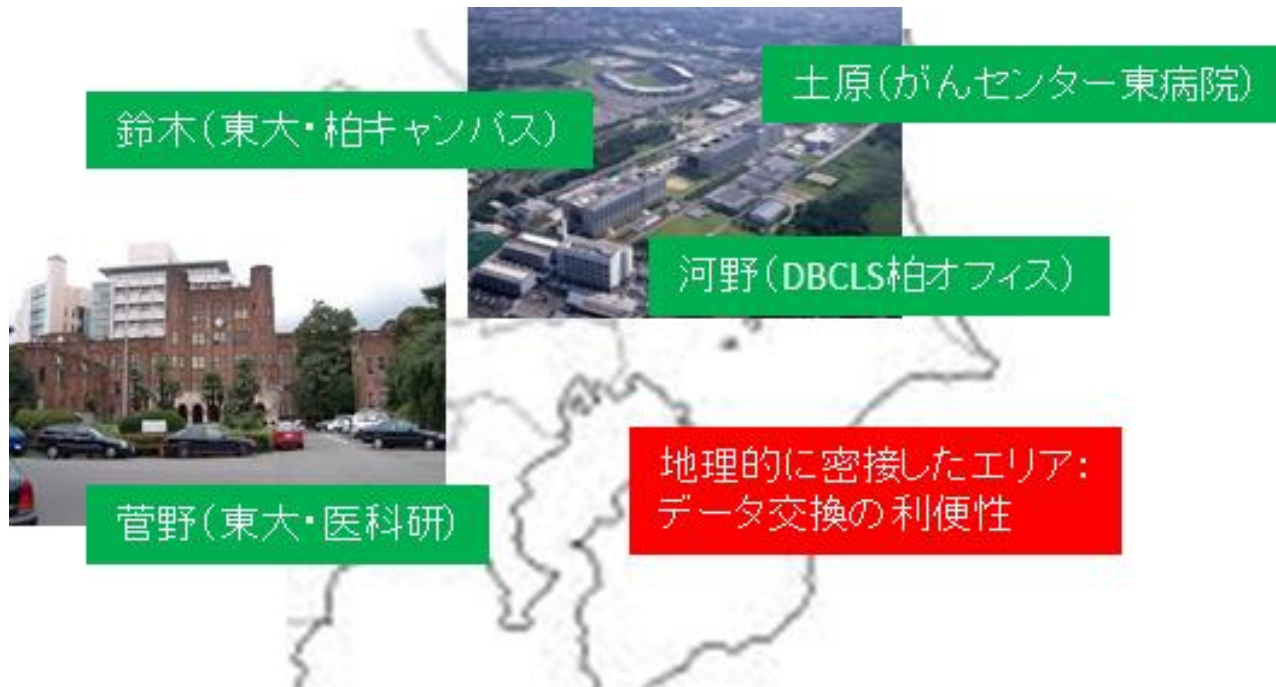 土原(がんセンター東病院)
鈴木(東大・柏キャンパス)
河野(DBCLS柏オフィス)
菅野(東大・医科研)
地理的に密接したエリア:
データ交換の利便性